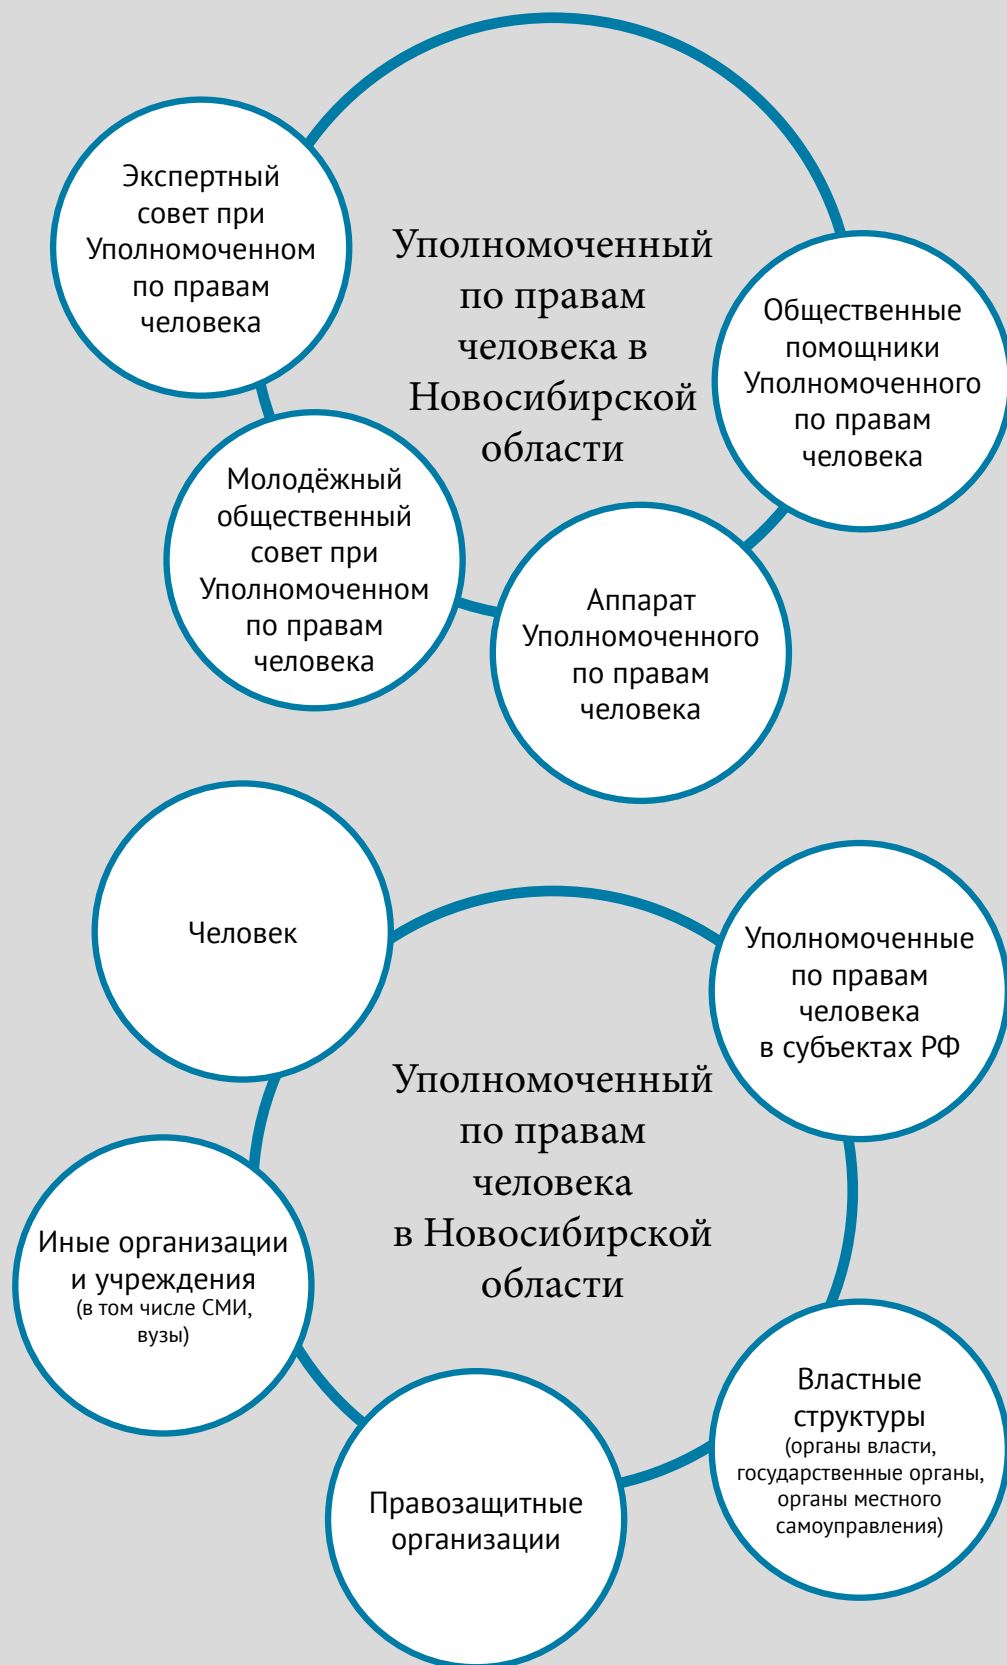 Экспертный
совет при
Уполномоченном
по правам
человека
Уполномоченный
по правам
человека в
Новосибирской
области
Общественные
помощники
Уполномоченного
по правам
человека
Молодёжный
общественный
совет при
Уполномоченном
по правам
человека
Аппарат
Уполномоченного
по правам
человека
Человек
Уполномоченные
по правам
человека
в субъектах РФ
Уполномоченный
по правам
человека
в Новосибирской
области
Иные организации
и учреждения
(в том числе СМИ,
вузы)
Властные
структуры
(органы власти,
государственные органы,
органы местного
самоуправления)
Правозащитные
организации